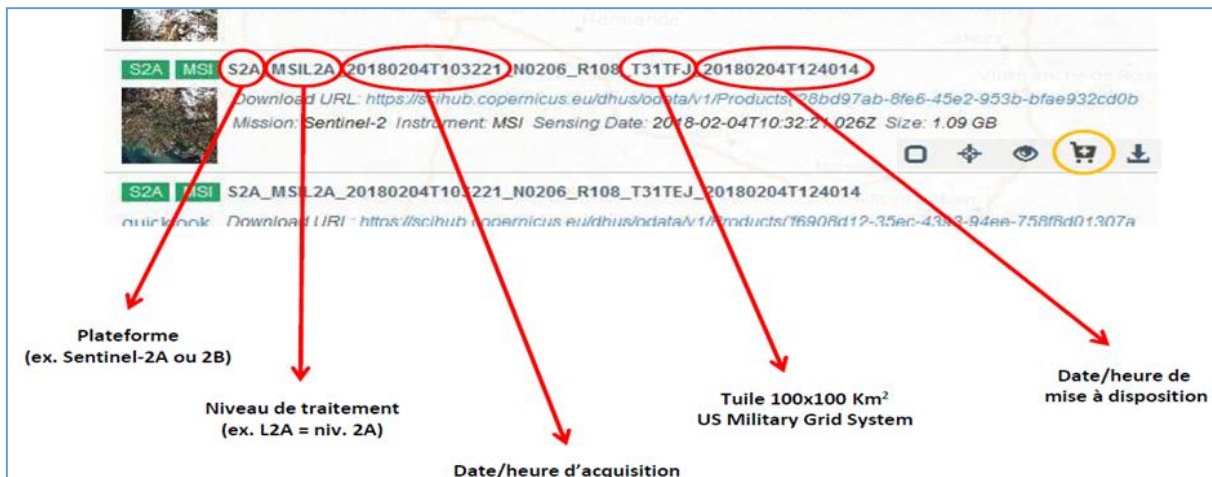 S2A MSI S2A_MSIL2A_20180204T103221_N0206_R108_T31TFJ_20180204T124014
Download URL: https://scihub.copernicus.eu/dhus/odata/v1/Products('28bd97ab-8fe6-45e2-953b-bfae932cd0b
Mission: Sentinel-2 Instrument: MSI Sensing Date: 2018-02-04T10:32:21.026Z Size: 1.09 GB
S2A MSI S2A_MSIL2A_20180204T103221_N0206_R108_T31TEJ_20180204T124014
quicklook Download URL: https://scihub.copernicus.eu/dhus/odata/v1/Products('f6908d12-35ec-4393-94ee-758f6d01307a
Plateforme
(ex. Sentinel-2A ou 2B)
Niveau de traitement
(ex. L2A = niv. 2A)
Date/heure d’acquisition
Tuile 100x100 Km²
US Military Grid System
Date/heure de
mise à disposition